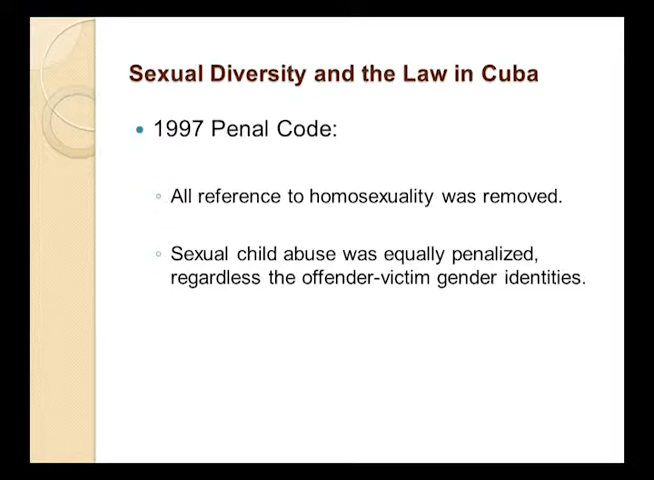 Sexual Diversity and the Law in Cuba
1997 Penal Code:
All reference to homosexuality was removed.
Sexual child abuse was equally penalized,
regardless the offender-victim gender identities.